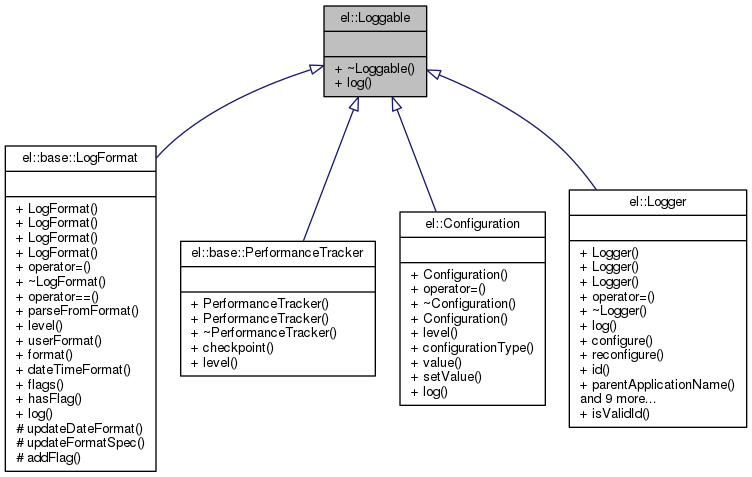 el::Loggable
+ ~Loggable()
+ log()
el::base::LogFormat
+ LogFormat()
+ LogFormat()
+ LogFormat()
+ LogFormat()
+ operator=()
+ ~LogFormat()
+ operator==()
+ parseFromFormat()
+ level()
+ userFormat()
+ format()
+ dateTimeFormat()
+ flags()
+ hasFlag()
+ log()
# updateDateFormat()
# updateFormatSpec()
# addFlag()
el::base::PerformanceTracker
+ PerformanceTracker()
+ PerformanceTracker()
+ ~PerformanceTracker()
+ checkpoint()
+ level()
el::Configuration
+ Configuration()
+ operator=()
+ ~Configuration()
+ Configuration()
+ level()
+ configurationType()
+ value()
+ setValue()
+ log()
el::Logger
+ Logger()
+ Logger()
+ Logger()
+ operator=()
+ ~Logger()
+ log()
+ configure()
+ reconfigure()
+ id()
+ parentApplicationName()
and 9 more...
+ isValidId()